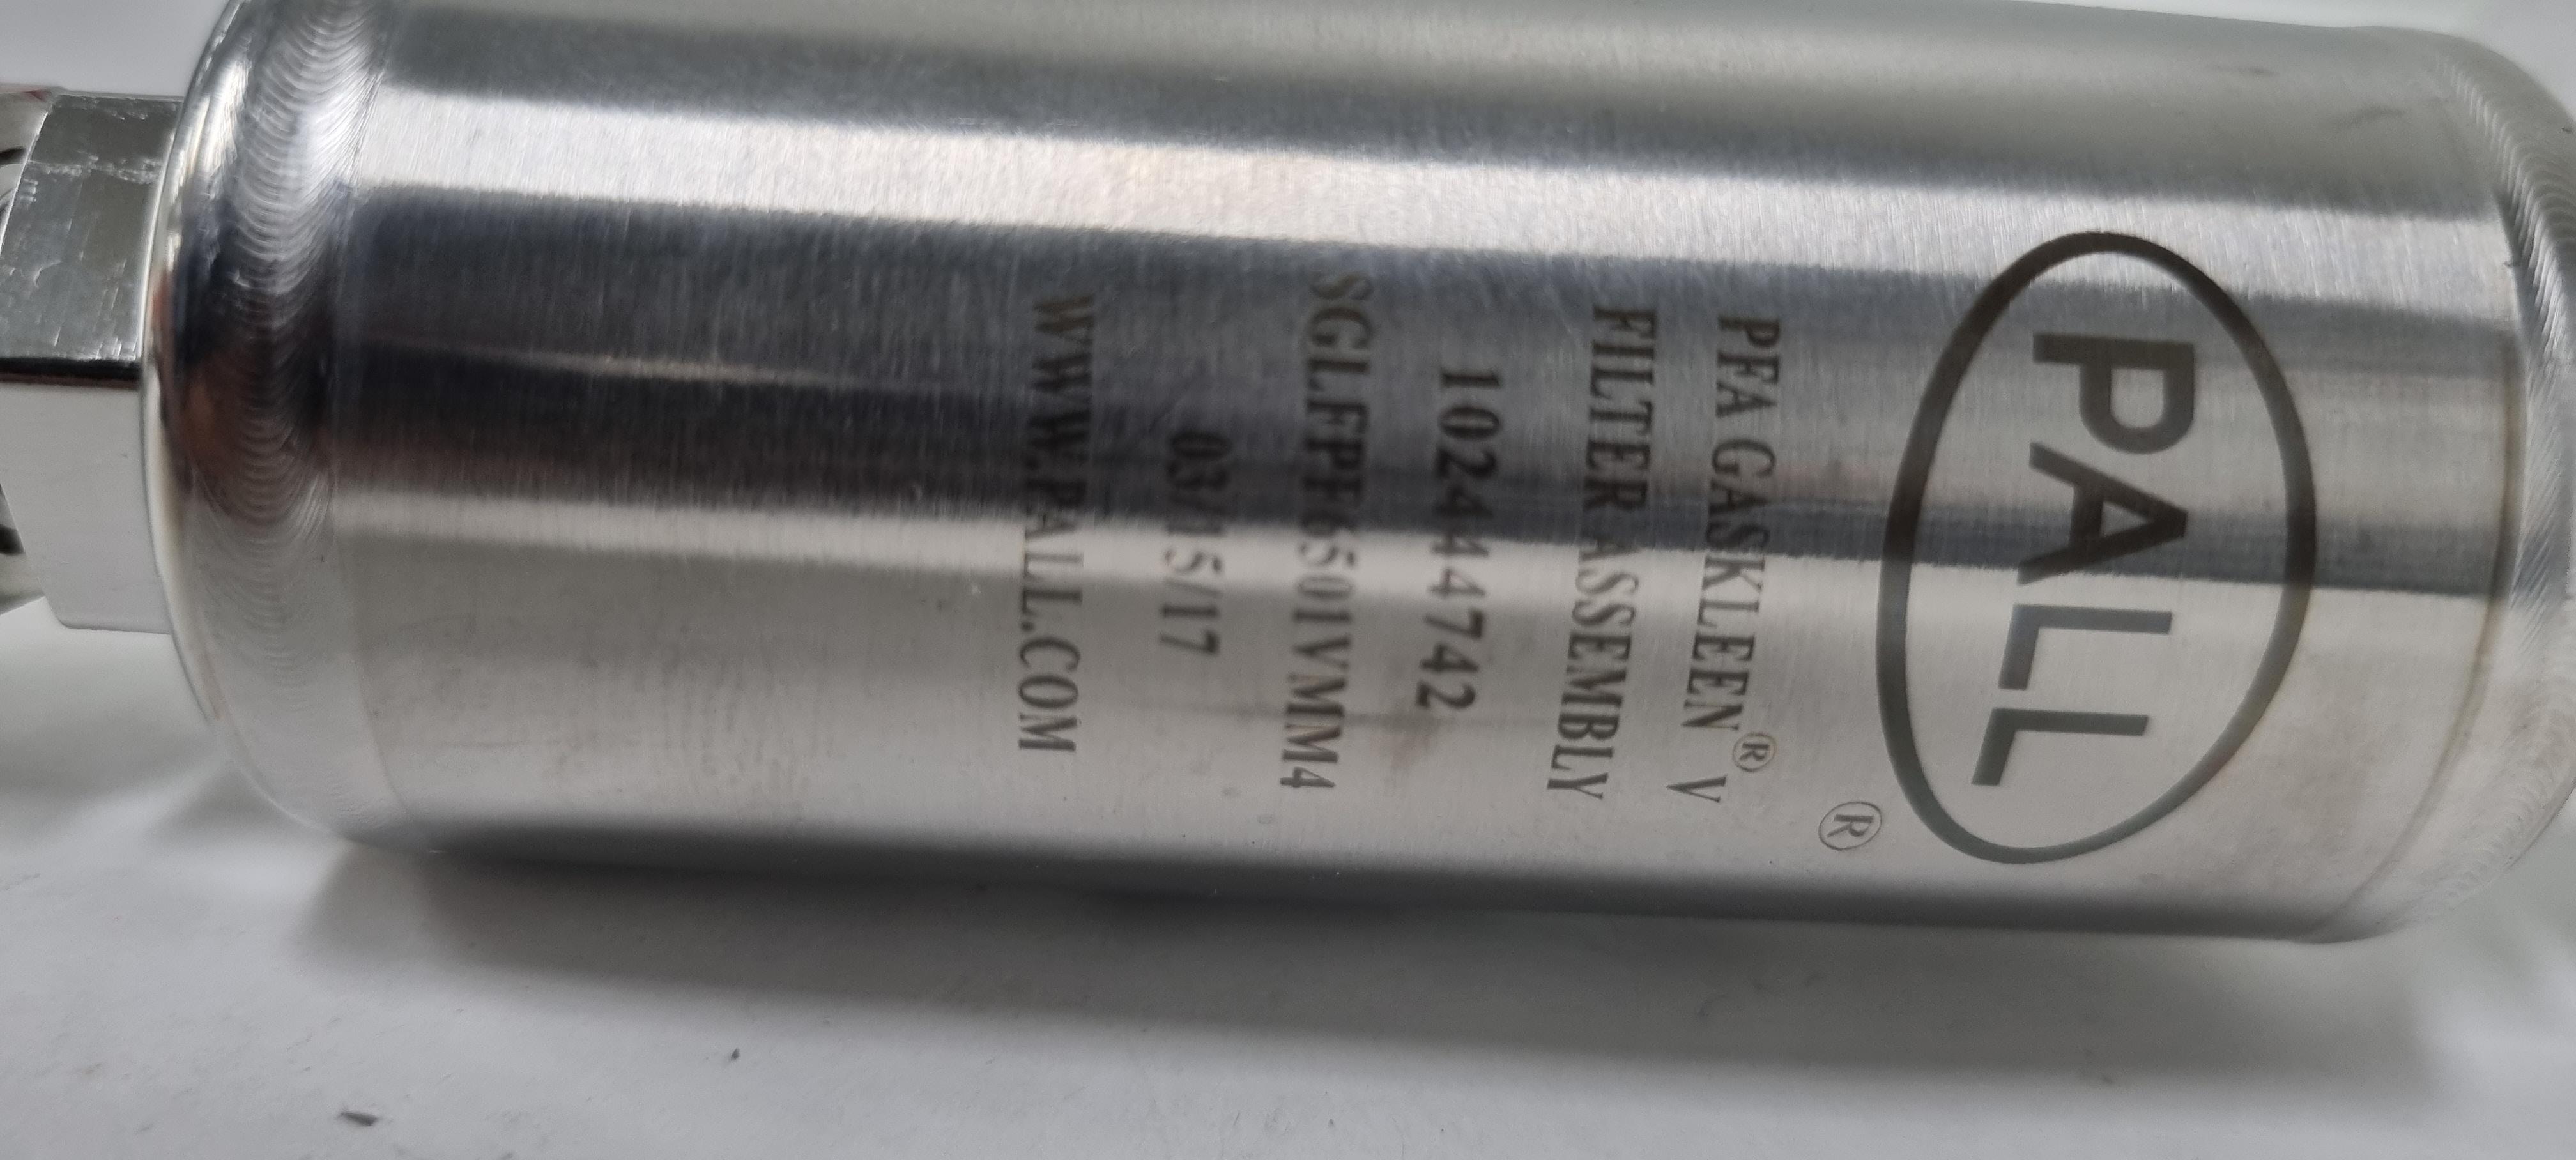 PALL
®
PFA GASKLEEN® V
FILTER ASSEMBLY
102444742
SGLFPF6501VMM4
03/15/17
WWW.PALL.COM